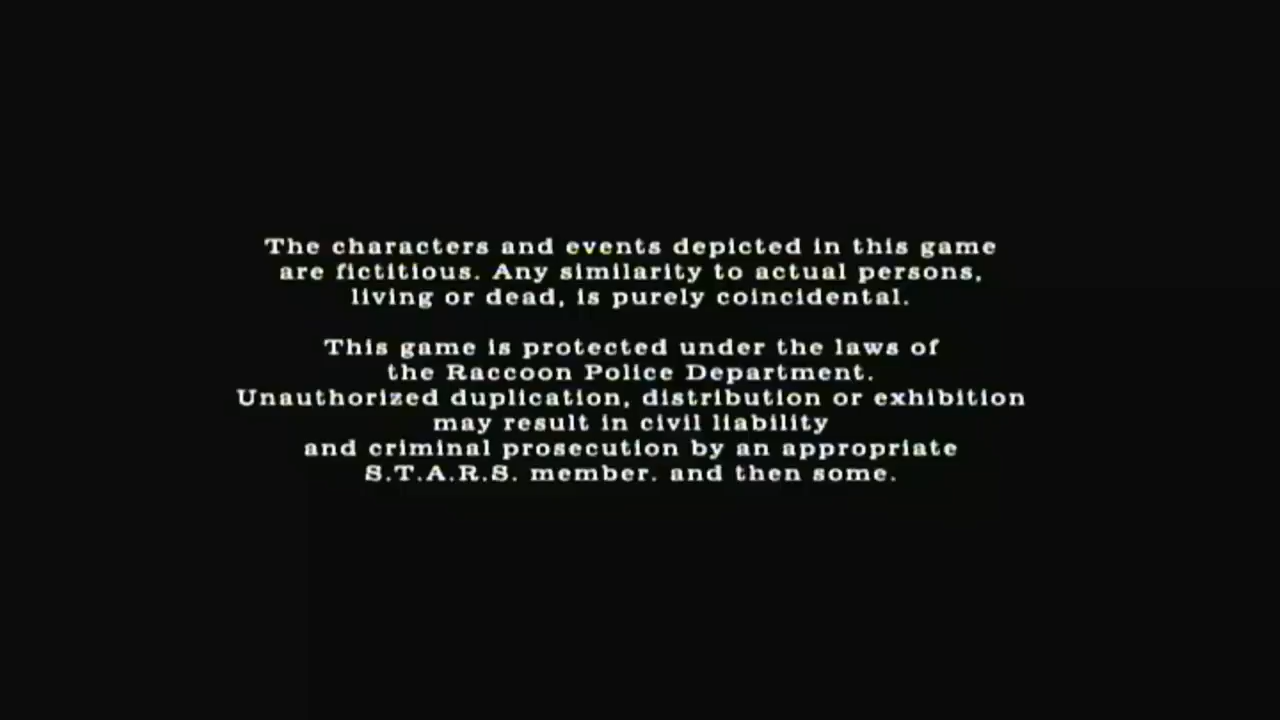 The characters and events depicted in this game
are fictitious. Any similarity to actual persons,
living or dead, is purely coincidental.
This game is protected under the laws of
the Raccoon Police Department.
Unauthorized duplication, distribution or exhibition
may result in civil liability
and criminal prosecution by an appropriate
S.T.A.R.S. member. and then some.